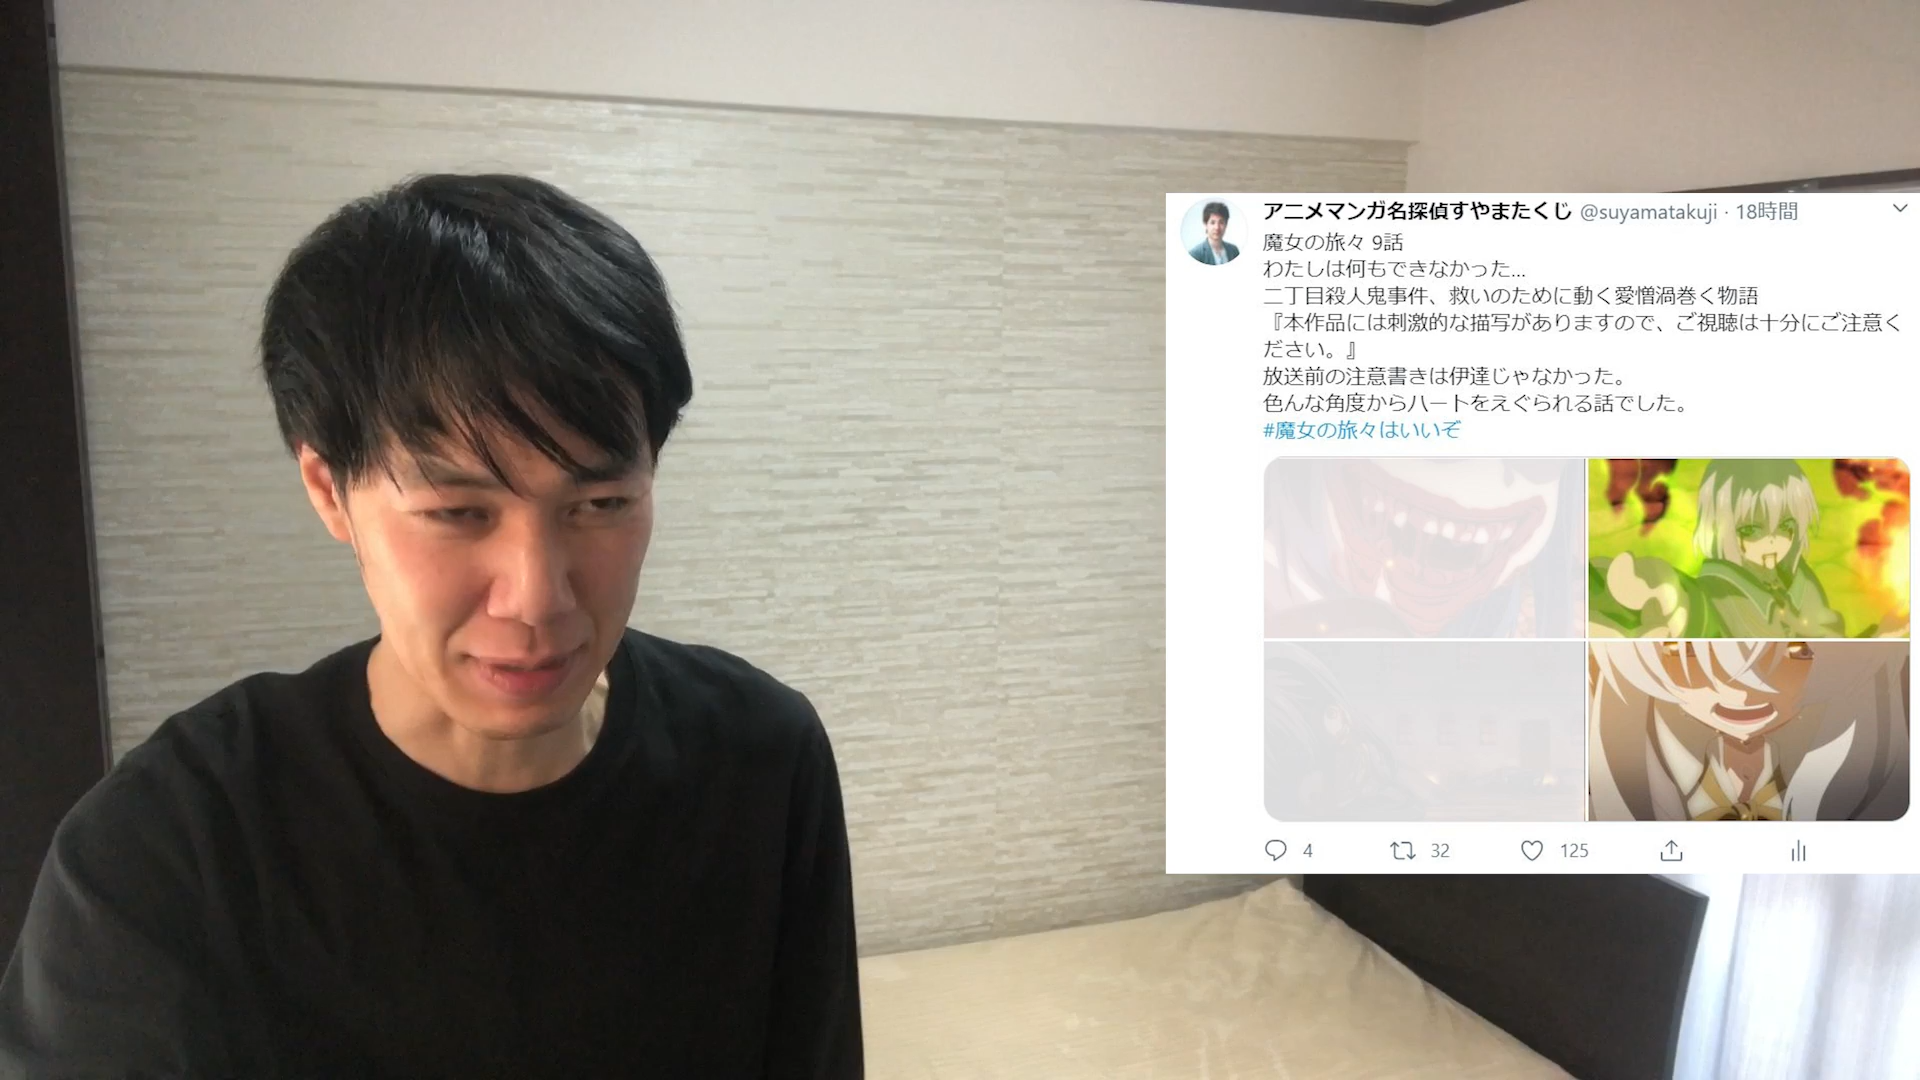 アニメマンガ名探偵すやまたくじ @suyamatakuji · 18時間
魔女の旅々 9話
わたしは何もできなかった...
二丁目殺人鬼事件、救いのために動く愛憎渦巻く物語
『本作品には刺激的な描写がありますので、ご視聴は十分にご注意く
ださい。』
放送前の注意書きは伊達じゃなかった。
色んな角度からハートをえぐられる話でした。
#魔女の旅々はいいぞ
4 32 125